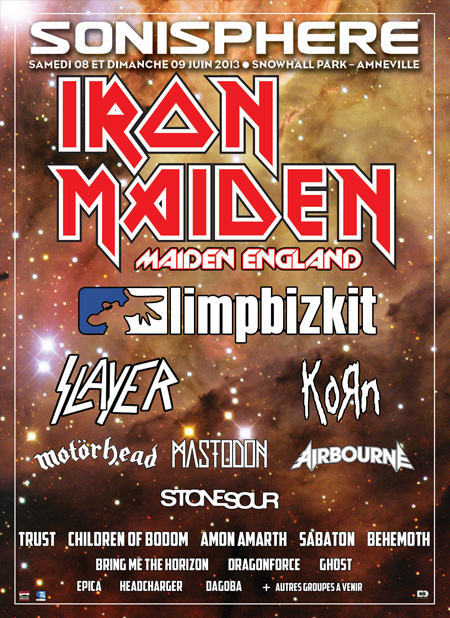 SONISPHERE
SAMEDI 08 ET DIMANCHE 09 JUIN 2013 ● SNOWHALL PARK - AMNEVILLE
IRON
MAIDEN
MAIDEN ENGLAND
limpbizkit
SLAYER KoЯn
motörhead MASTODON AIRBOURNE
STONESOUR
TRUST CHILDREN OF BODOM AMON AMARTH SABATON BEHEMOTH
BRING ME THE HORIZON DRAGONFORCE GHOST
EPICA HEADCHARGER DAGOBA + AUTRES GROUPES A VENIR